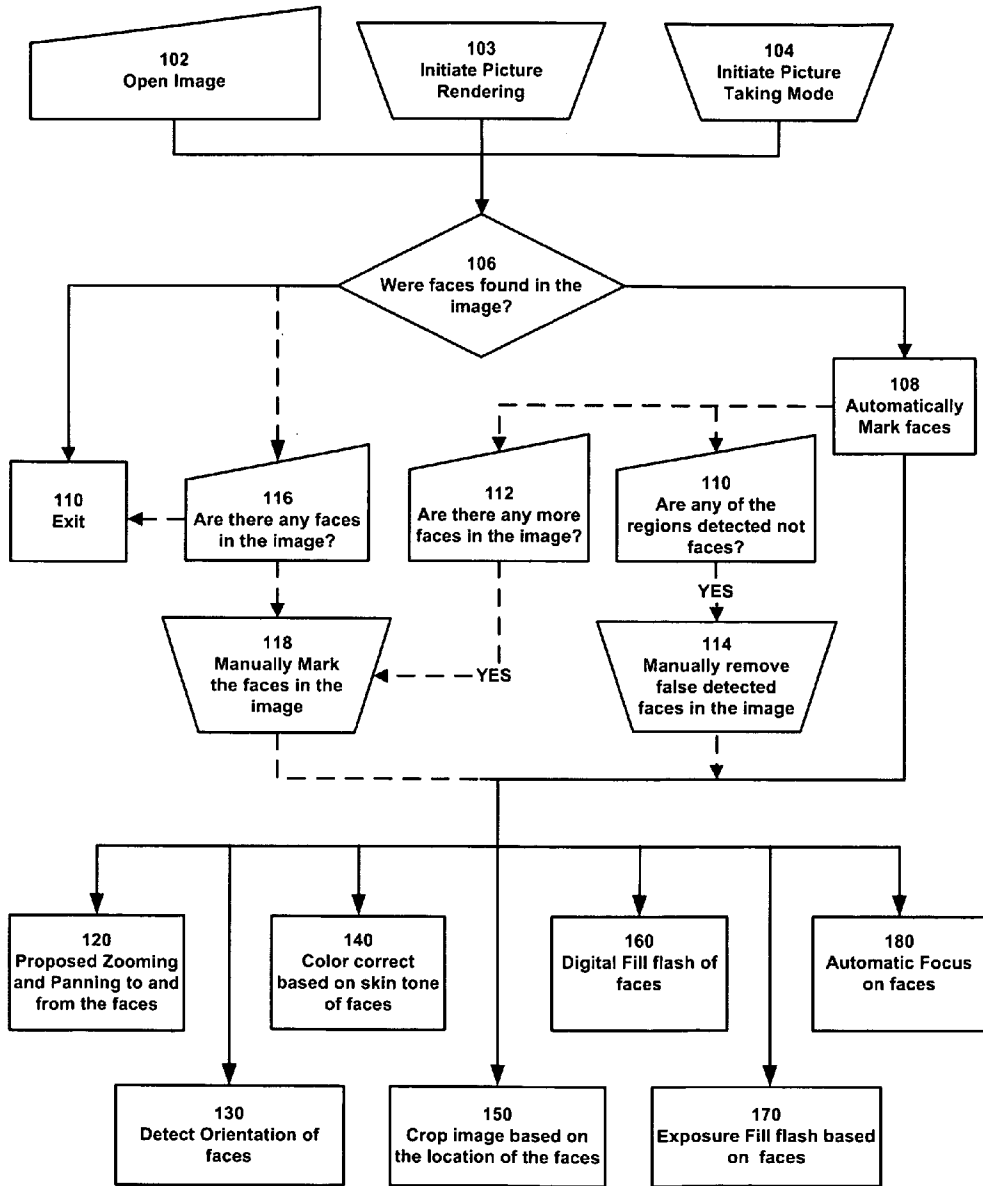 102
Open Image
103
Initiate Picture
Rendering
104
Initiate Picture
Taking Mode
106
Were faces found in the
image?
108
Automatically
Mark faces
110
Exit
116
Are there any faces
in the image?
112
Are there any more
faces in the image?
110
Are any of the
regions detected not
faces?
YES
118
Manually Mark
the faces in the
image
YES
114
Manually remove
false detected
faces in the image
120
Proposed Zooming
and Panning to and
from the faces
140
Color correct
based on skin tone
of faces
160
Digital Fill flash of
faces
180
Automatic Focus
on faces
130
Detect Orientation of
faces
150
Crop image based on
the location of the faces
170
Exposure Fill flash based
on faces